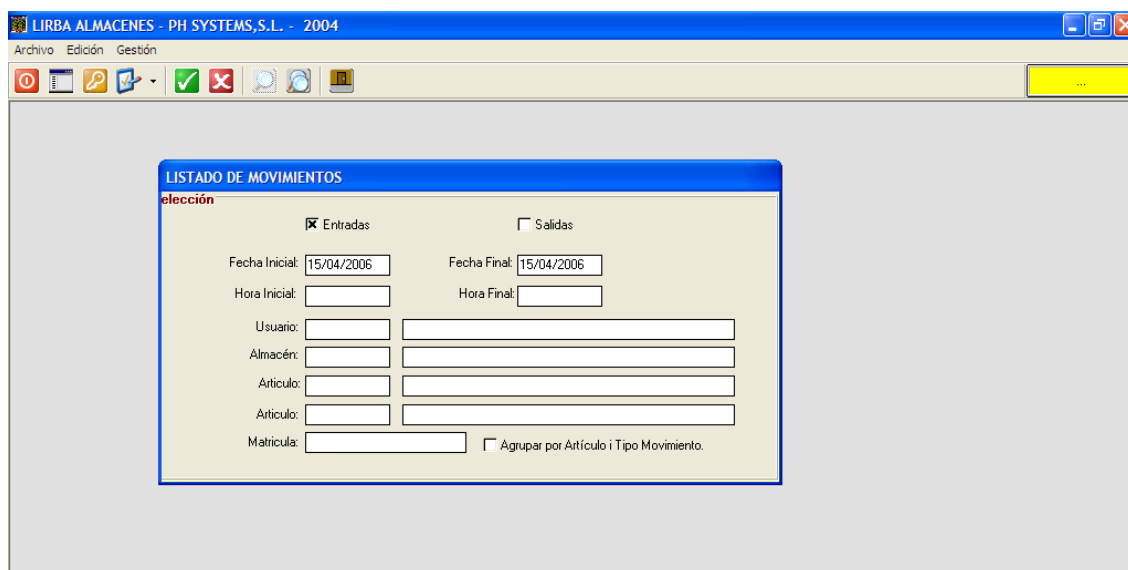 LIRBA ALMACENES - PH SYSTEMS,S.L. - 2004
Archivo Edición Gestión
...
LISTADO DE MOVIMIENTOS
elección
Entradas Salidas
Fecha Inicial: 15/04/2006 Fecha Final: 15/04/2006
Hora Inicial: Hora Final:
Usuario:
Almacén:
Articulo:
Articulo:
Matricula: Agrupar por Artículo i Tipo Movimiento.